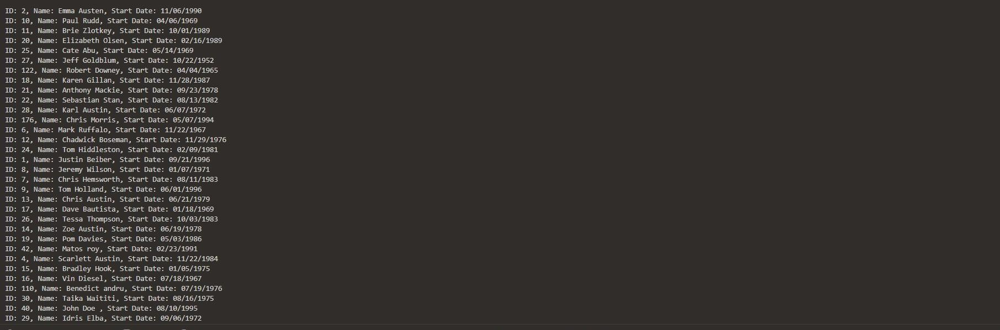 ID: 2, Name: Emma Austen, Start Date: 11/06/1990
ID: 10, Name: Paul Rudd, Start Date: 04/06/1969
ID: 11, Name: Brie Zlotkey, Start Date: 10/01/1989
ID: 20, Name: Elizabeth Olsen, Start Date: 02/16/1989
ID: 25, Name: Cate Abu, Start Date: 05/14/1969
ID: 27, Name: Jeff Goldblum, Start Date: 10/22/1952
ID: 122, Name: Robert Downey, Start Date: 04/04/1965
ID: 18, Name: Karen Gillan, Start Date: 11/28/1987
ID: 21, Name: Anthony Mackie, Start Date: 09/23/1978
ID: 22, Name: Sebastian Stan, Start Date: 08/13/1982
ID: 28, Name: Karl Austin, Start Date: 06/07/1972
ID: 176, Name: Chris Morris, Start Date: 05/07/1994
ID: 6, Name: Mark Ruffalo, Start Date: 11/22/1967
ID: 12, Name: Chadwick Boseman, Start Date: 11/29/1976
ID: 24, Name: Tom Hiddleston, Start Date: 02/09/1981
ID: 1, Name: Justin Beiber, Start Date: 09/21/1996
ID: 8, Name: Jeremy Wilson, Start Date: 01/07/1971
ID: 7, Name: Chris Hemsworth, Start Date: 08/11/1983
ID: 9, Name: Tom Holland, Start Date: 06/01/1996
ID: 13, Name: Chris Austin, Start Date: 06/21/1979
ID: 17, Name: Dave Bautista, Start Date: 01/18/1969
ID: 26, Name: Tessa Thompson, Start Date: 10/03/1983
ID: 14, Name: Zoe Austin, Start Date: 06/19/1978
ID: 19, Name: Pom Davies, Start Date: 05/03/1986
ID: 42, Name: Matos roy, Start Date: 02/23/1991
ID: 4, Name: Scarlett Austin, Start Date: 11/22/1984
ID: 15, Name: Bradley Hook, Start Date: 01/05/1975
ID: 16, Name: Vin Diesel, Start Date: 07/18/1967
ID: 110, Name: Benedict andru, Start Date: 07/19/1976
ID: 30, Name: Taika Waititi, Start Date: 08/16/1975
ID: 40, Name: John Doe , Start Date: 08/10/1995
ID: 29, Name: Idris Elba, Start Date: 09/06/1972